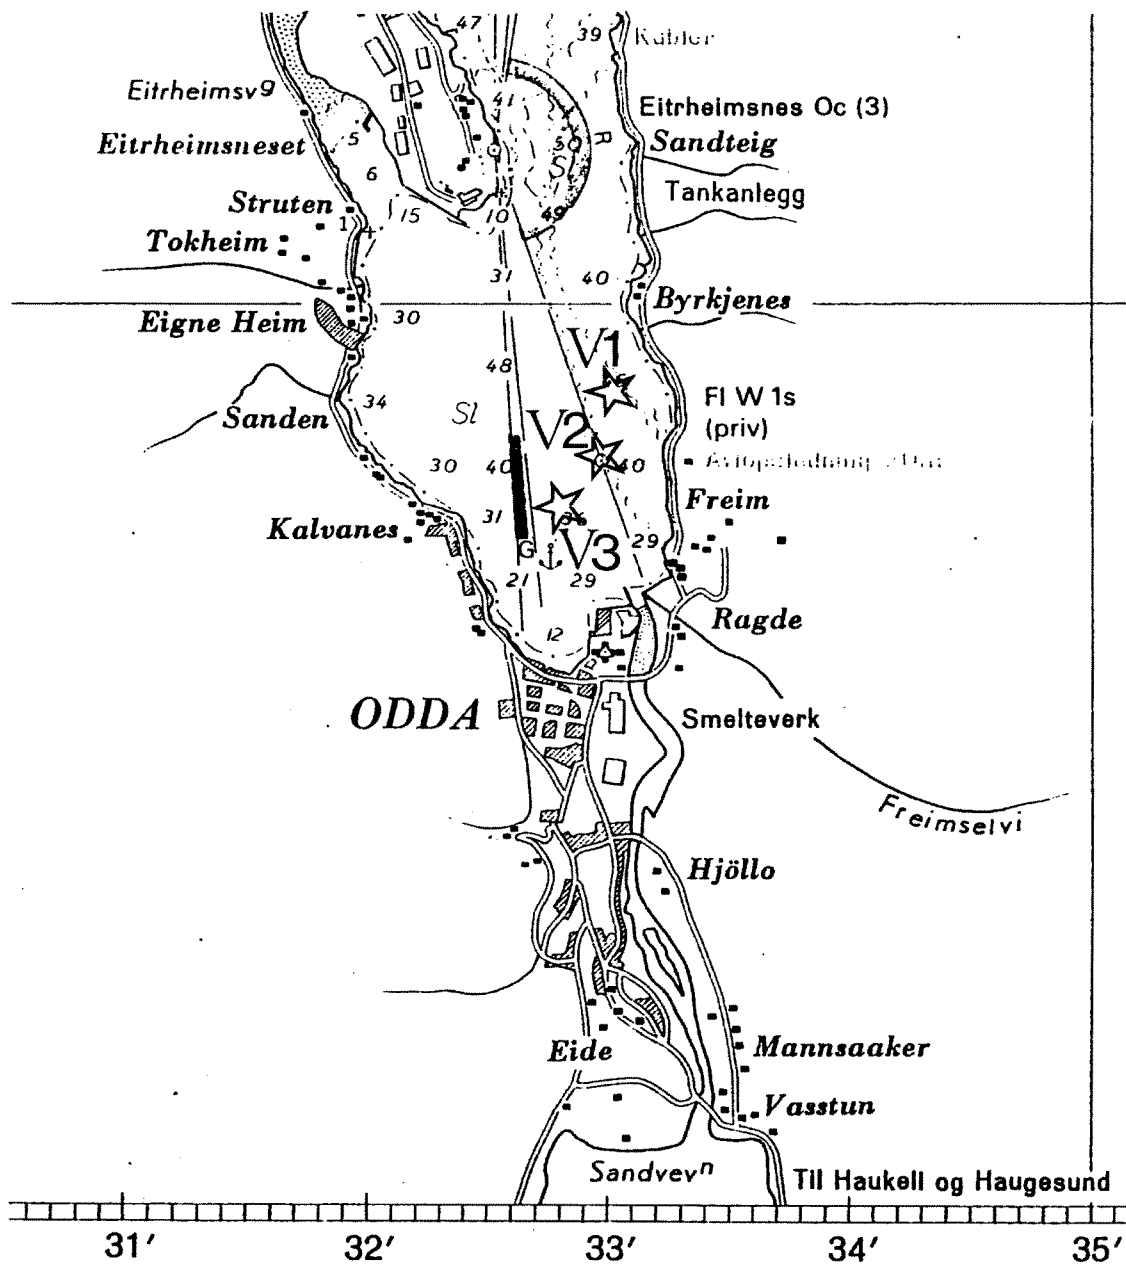 47
39
Kabler
Eitrheimsvg
41
Eitrheimsnes Oc (3)
Eitrheimsneset
5
R
Sandteig
6
S
Tankanlegg
Struten
15
10
49
1
Tokheim
31
40
Byrkjenes
Eigne Heim
30
V1
48
Fl W 1s
(priv)
34
Sl
Sanden
V2
30
40
40
Freim
31
Kalvanes
G
V3
29
21
29
Ragde
12
ODDA
Smelteverk
Freimselvi
Hjöllo
Eide
Mannsaaker
Vasstun
Sandvevn
Til Haukeli og Haugesund
31′
32′
33′
34′
35′